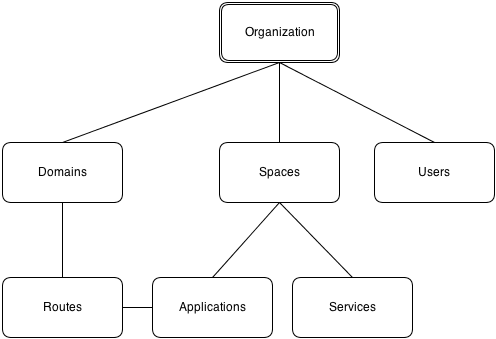 Organization
Domains
Spaces
Users
Routes
Applications
Services